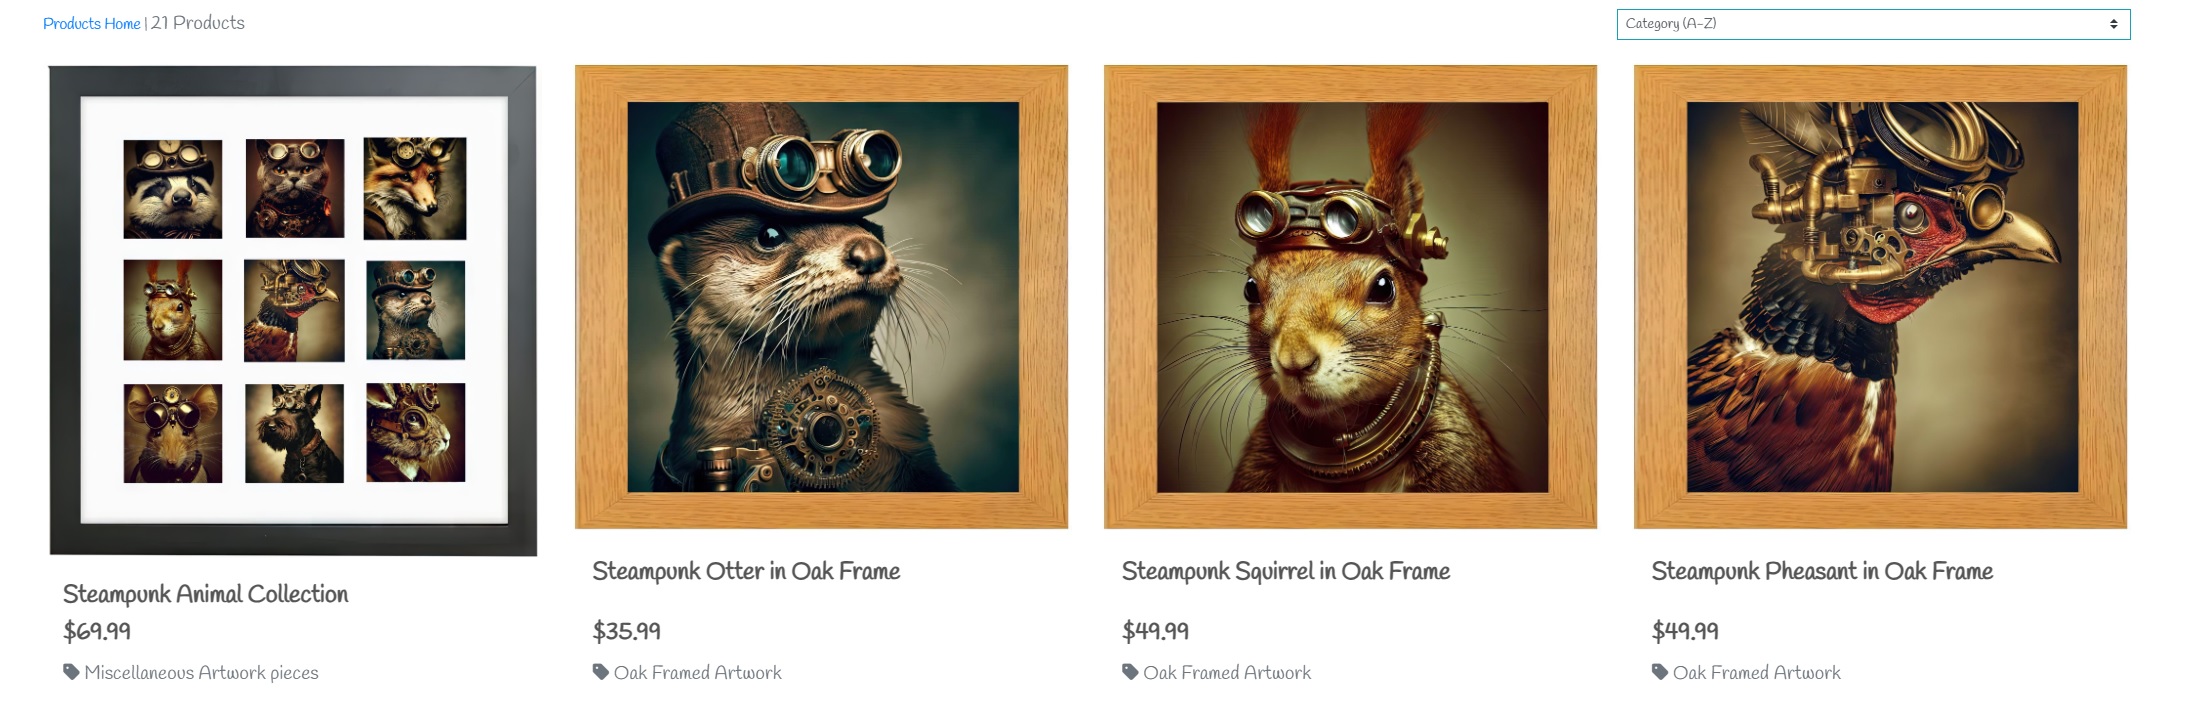 Products Home | 21 Products
Category (A-Z)
Steampunk Animal Collection
$69.99
Miscellaneous Artwork pieces
Steampunk Otter in Oak Frame
$35.99
Oak Framed Artwork
Steampunk Squirrel in Oak Frame
$49.99
Oak Framed Artwork
Steampunk Pheasant in Oak Frame
$49.99
Oak Framed Artwork